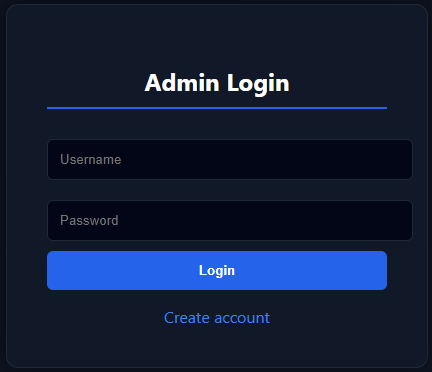 Admin Login
Username
Password
Login
Create account